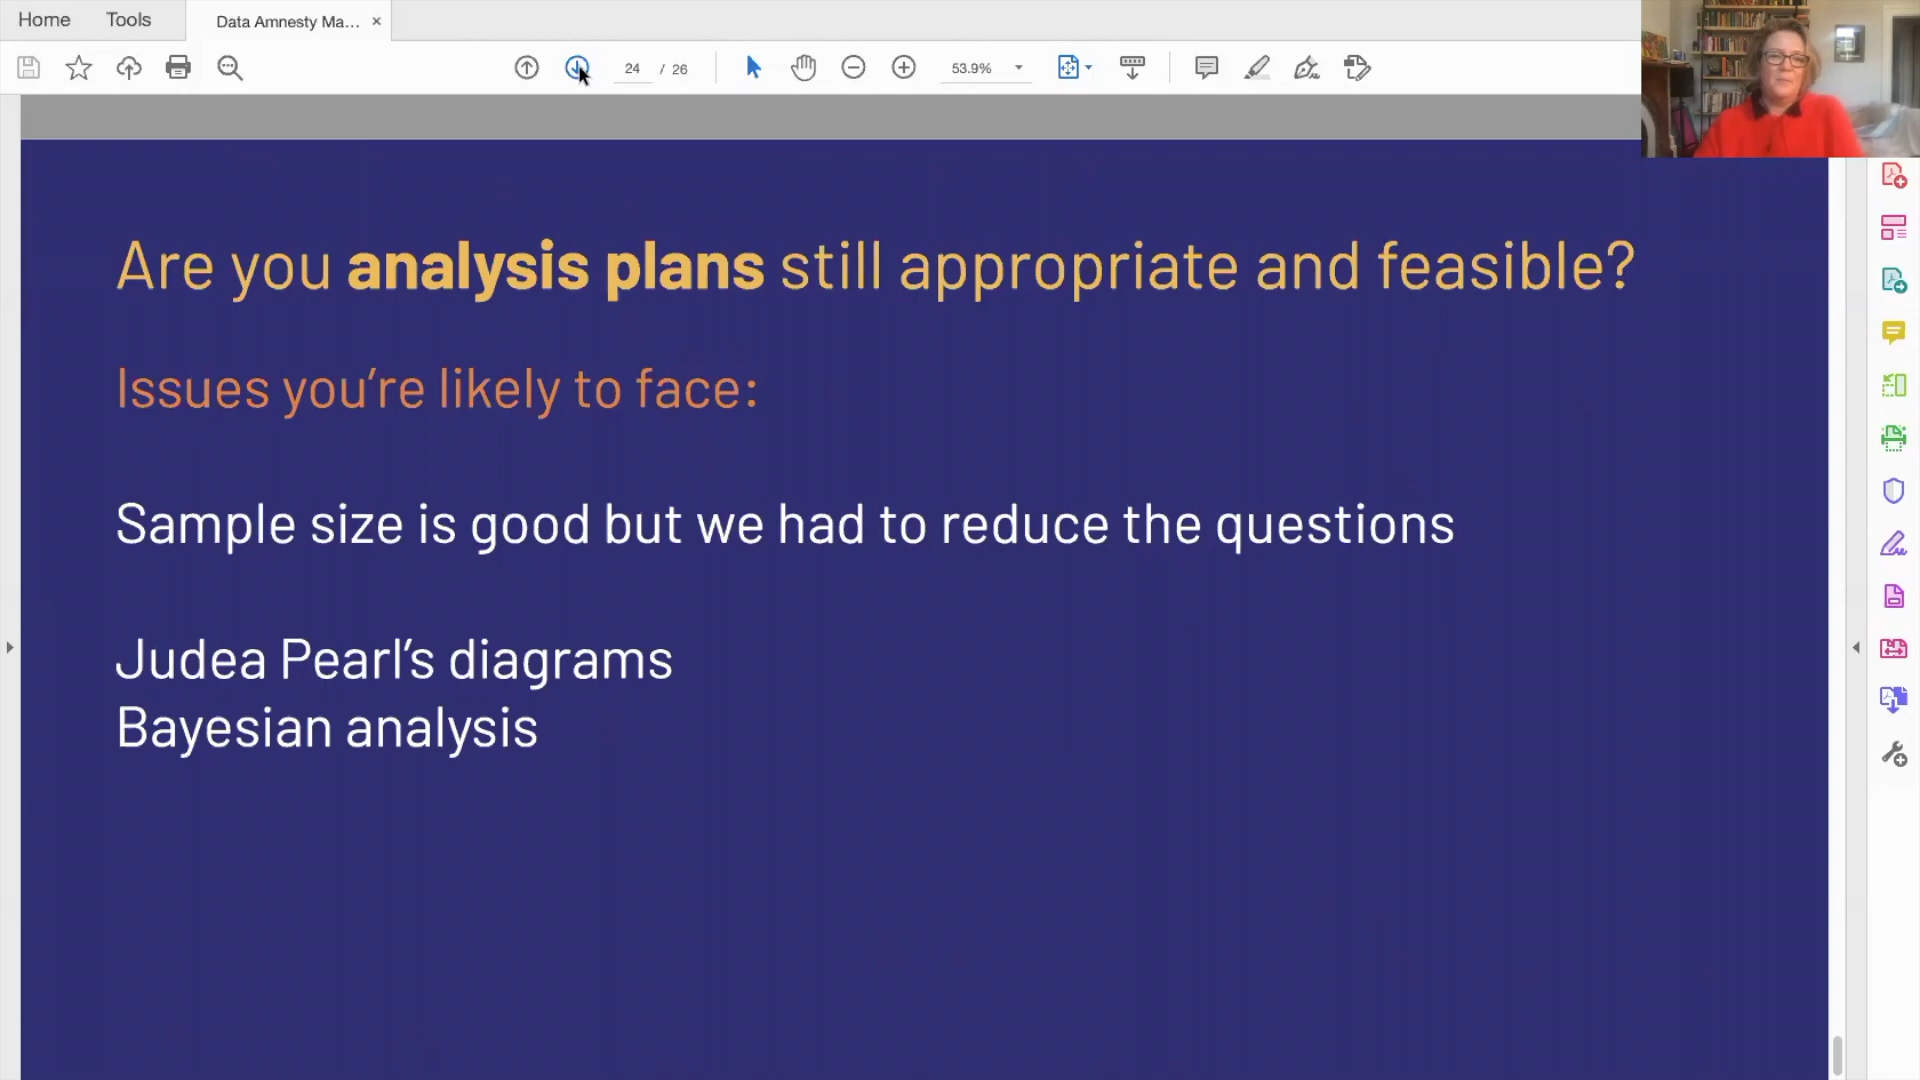 Home
Tools
Data Amnesty Ma...
24 / 26
53.9%
Are you analysis plans still appropriate and feasible?
Issues you're likely to face:
Sample size is good but we had to reduce the questions
Judea Pearl's diagrams
Bayesian analysis